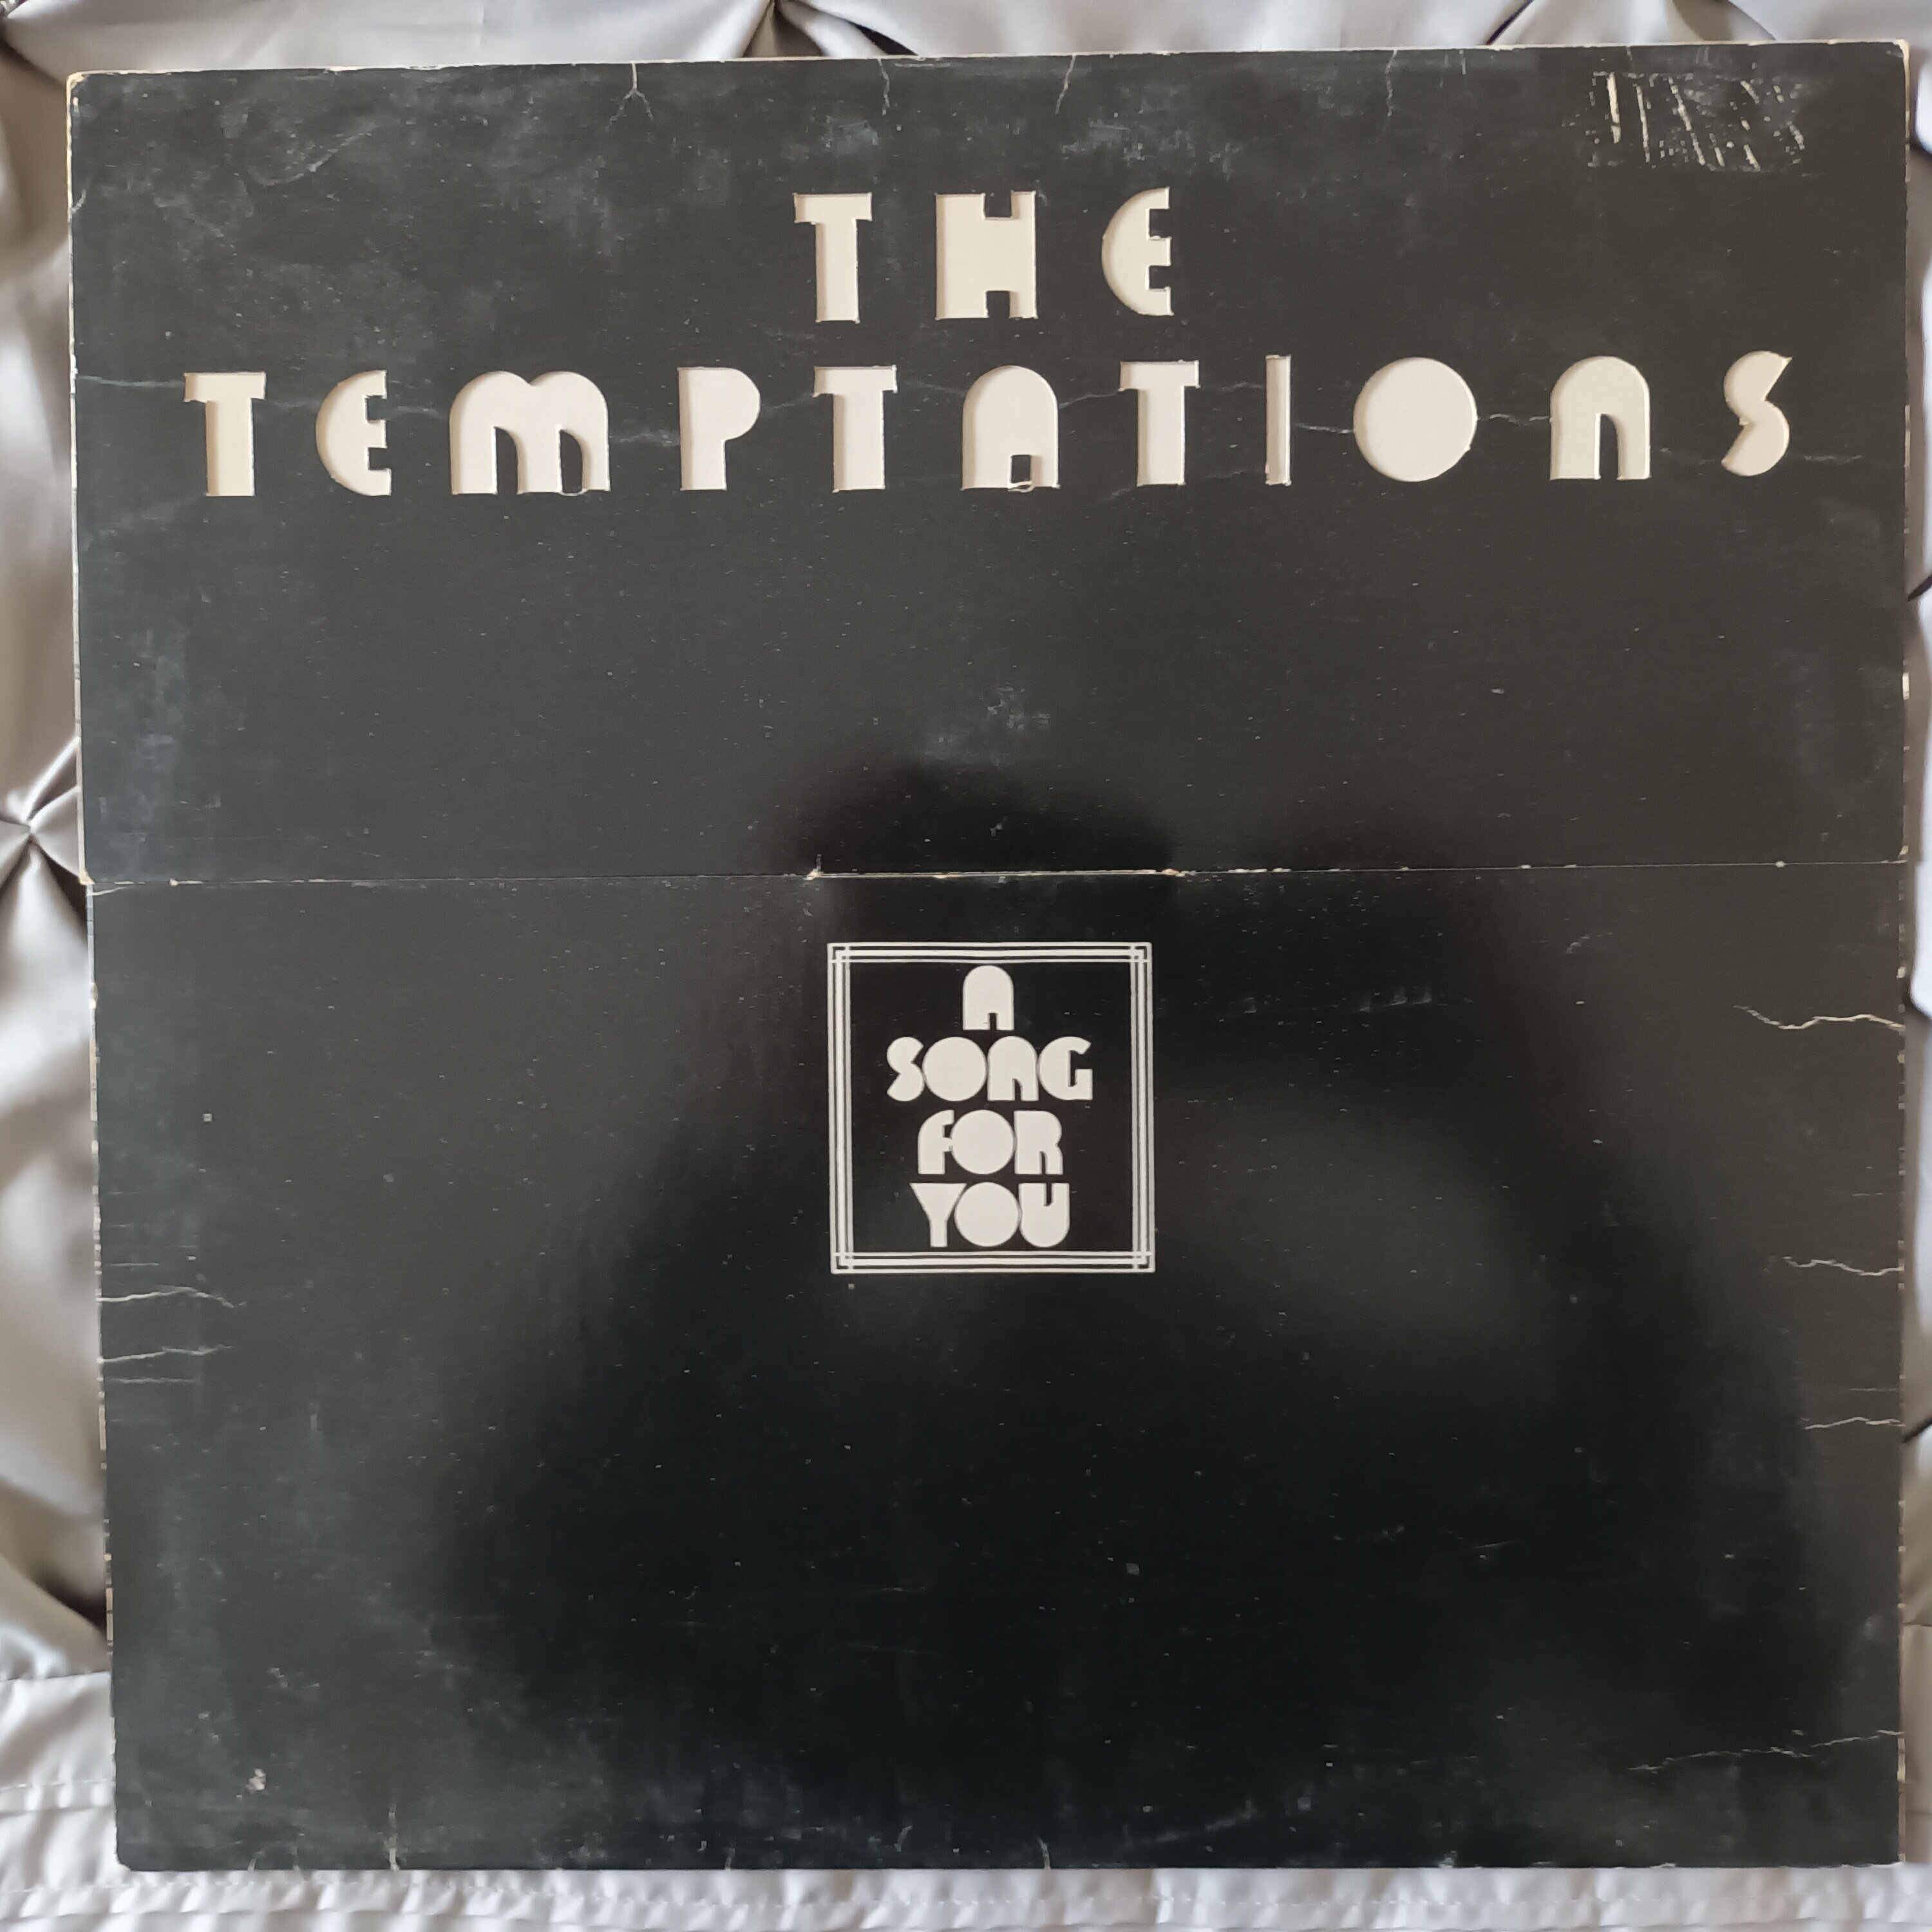 THE
TEMPTATIONS
A
SONG
FOR
YOU